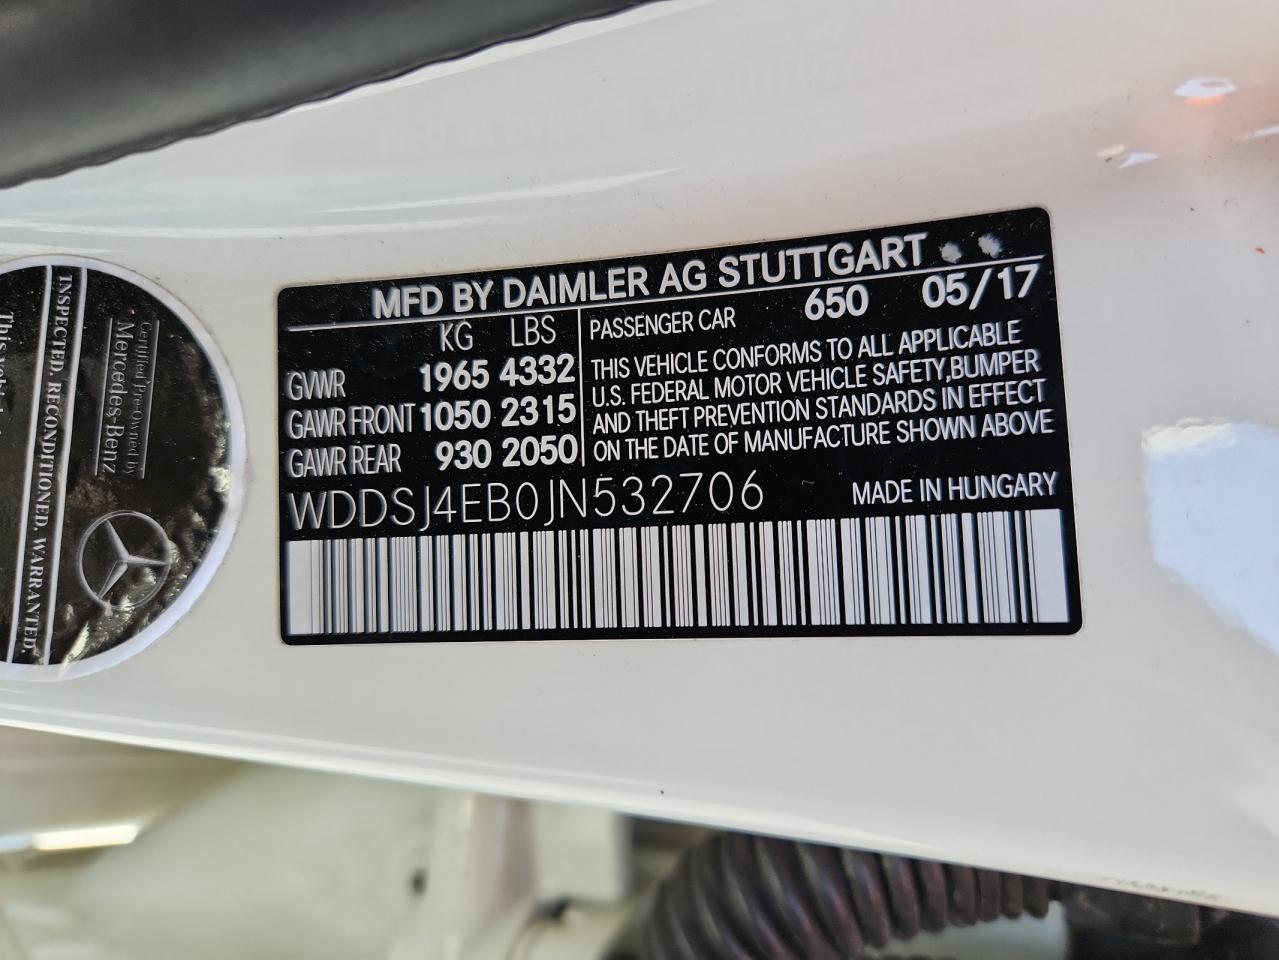 MFD BY DAIMLER AG STUTTGART
KG LBS
PASSENGER CAR 650 05/17
GVWR 1965 4332
GAWR FRONT 1050 2315
GAWR REAR 930 2050
THIS VEHICLE CONFORMS TO ALL APPLICABLE
U.S. FEDERAL MOTOR VEHICLE SAFETY,BUMPER
AND THEFT PREVENTION STANDARDS IN EFFECT
ON THE DATE OF MANUFACTURE SHOWN ABOVE
WDDSJ4EB0JN532706
MADE IN HUNGARY
Certified Pre-Owned by
Mercedes-Benz
INSPECTED. RECONDITIONED. WARRANTED.
This